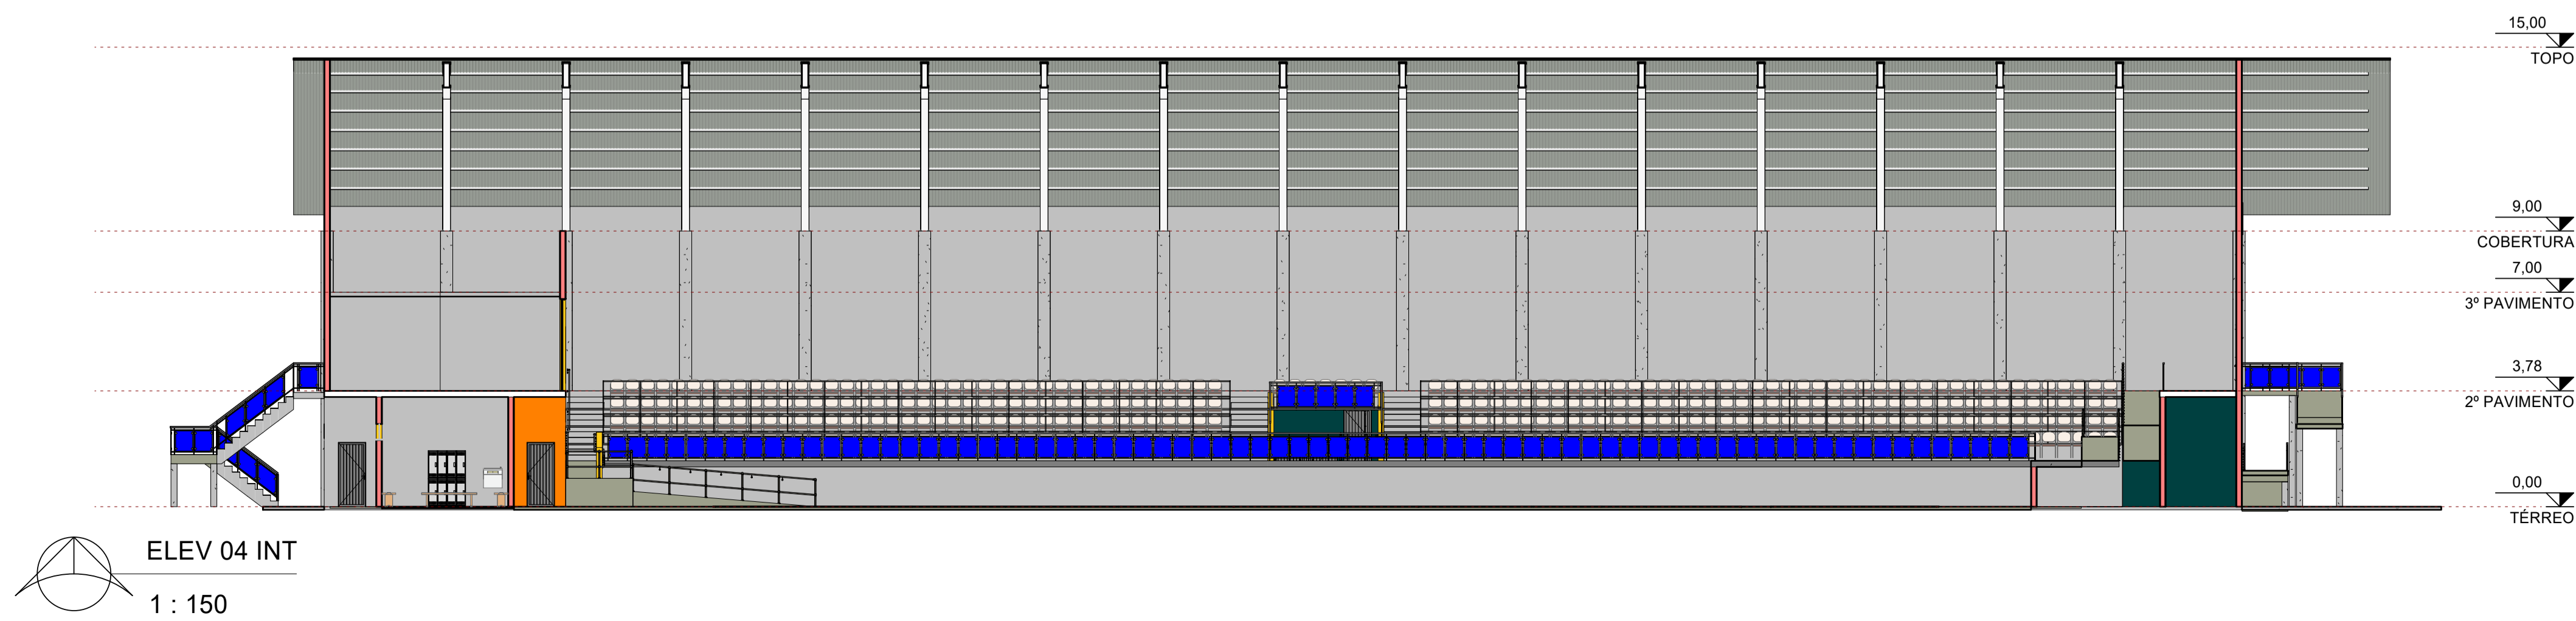 15,00
TOPO
9,00
COBERTURA
7,00
3º PAVIMENTO
3,78
2º PAVIMENTO
0,00
TÉRREO
ELEV 04 INT
1 : 150